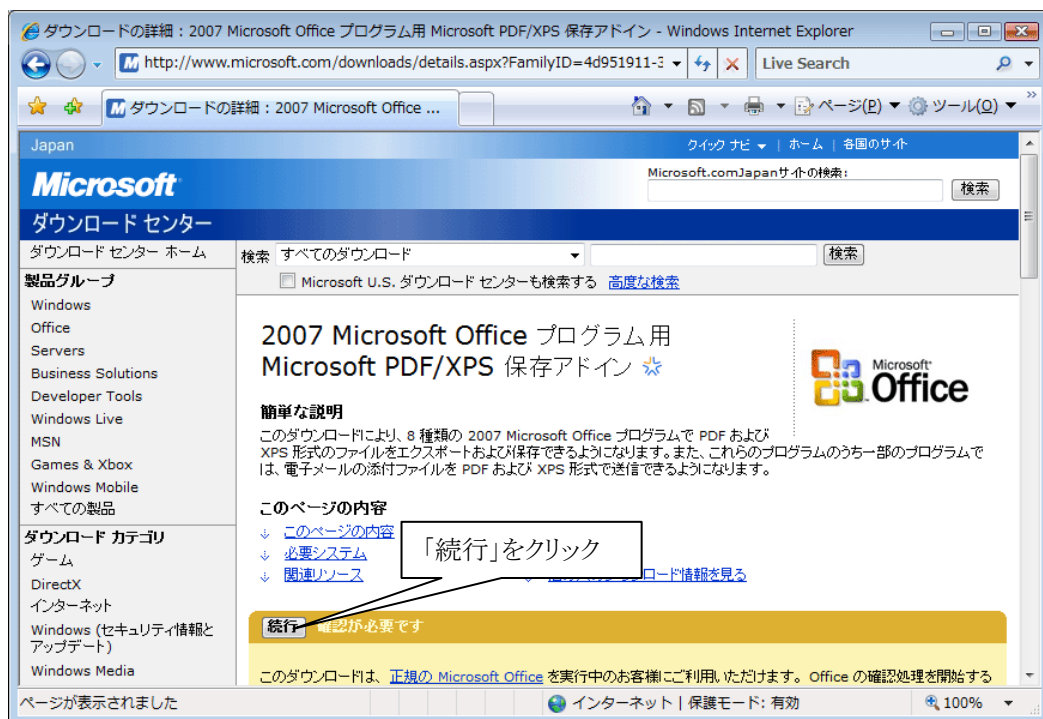 ダウンロードの詳細 : 2007 Microsoft Office プログラム用 Microsoft PDF/XPS 保存アドイン - Windows Internet Explorer
http://www.microsoft.com/downloads/details.aspx?FamilyID=4d951911-3
Live Search
ダウンロードの詳細 : 2007 Microsoft Office ...
ページ(P)
ツール(O)
Japan
クイック ナビ | ホーム | 各国のサイト
Microsoft
Microsoft.comJapanサイトの検索:
検索
ダウンロード センター
ダウンロード センター ホーム
検索 すべてのダウンロード 検索
Microsoft U.S. ダウンロード センターも検索する 高度な検索
製品グループ
Windows
Office
Servers
Business Solutions
Developer Tools
Windows Live
MSN
Games & Xbox
Windows Mobile
すべての製品
ダウンロード カテゴリ
ゲーム
DirectX
インターネット
Windows (セキュリティ情報と
アップデート)
Windows Media
2007 Microsoft Office プログラム用
Microsoft PDF/XPS 保存アドイン
Microsoft
Office
簡単な説明
このダウンロードにより、8 種類の 2007 Microsoft Office プログラムで PDF および
XPS 形式のファイルをエクスポートおよび保存できるようになります。また、これらのプログラムのうち一部のプログラムで
は、電子メールの添付ファイルを PDF および XPS 形式で送信できるようになります。
このページの内容
このページの内容
必要システム
関連リソース
ロード情報を見る
「続行」をクリック
続行 確認が必要です
このダウンロードは、正規の Microsoft Office を実行中のお客様にご利用いただけます。Office の確認処理を開始する
ページが表示されました
インターネット | 保護モード: 有効
100%